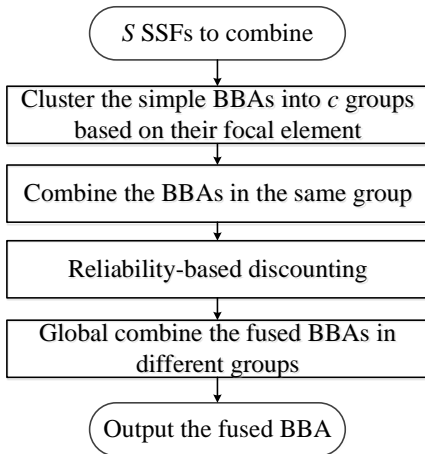 S SSFs to combine
Cluster the simple BBAs into c groups
based on their focal element
Combine the BBAs in the same group
Reliability-based discounting
Global combine the fused BBAs in
different groups
Output the fused BBA